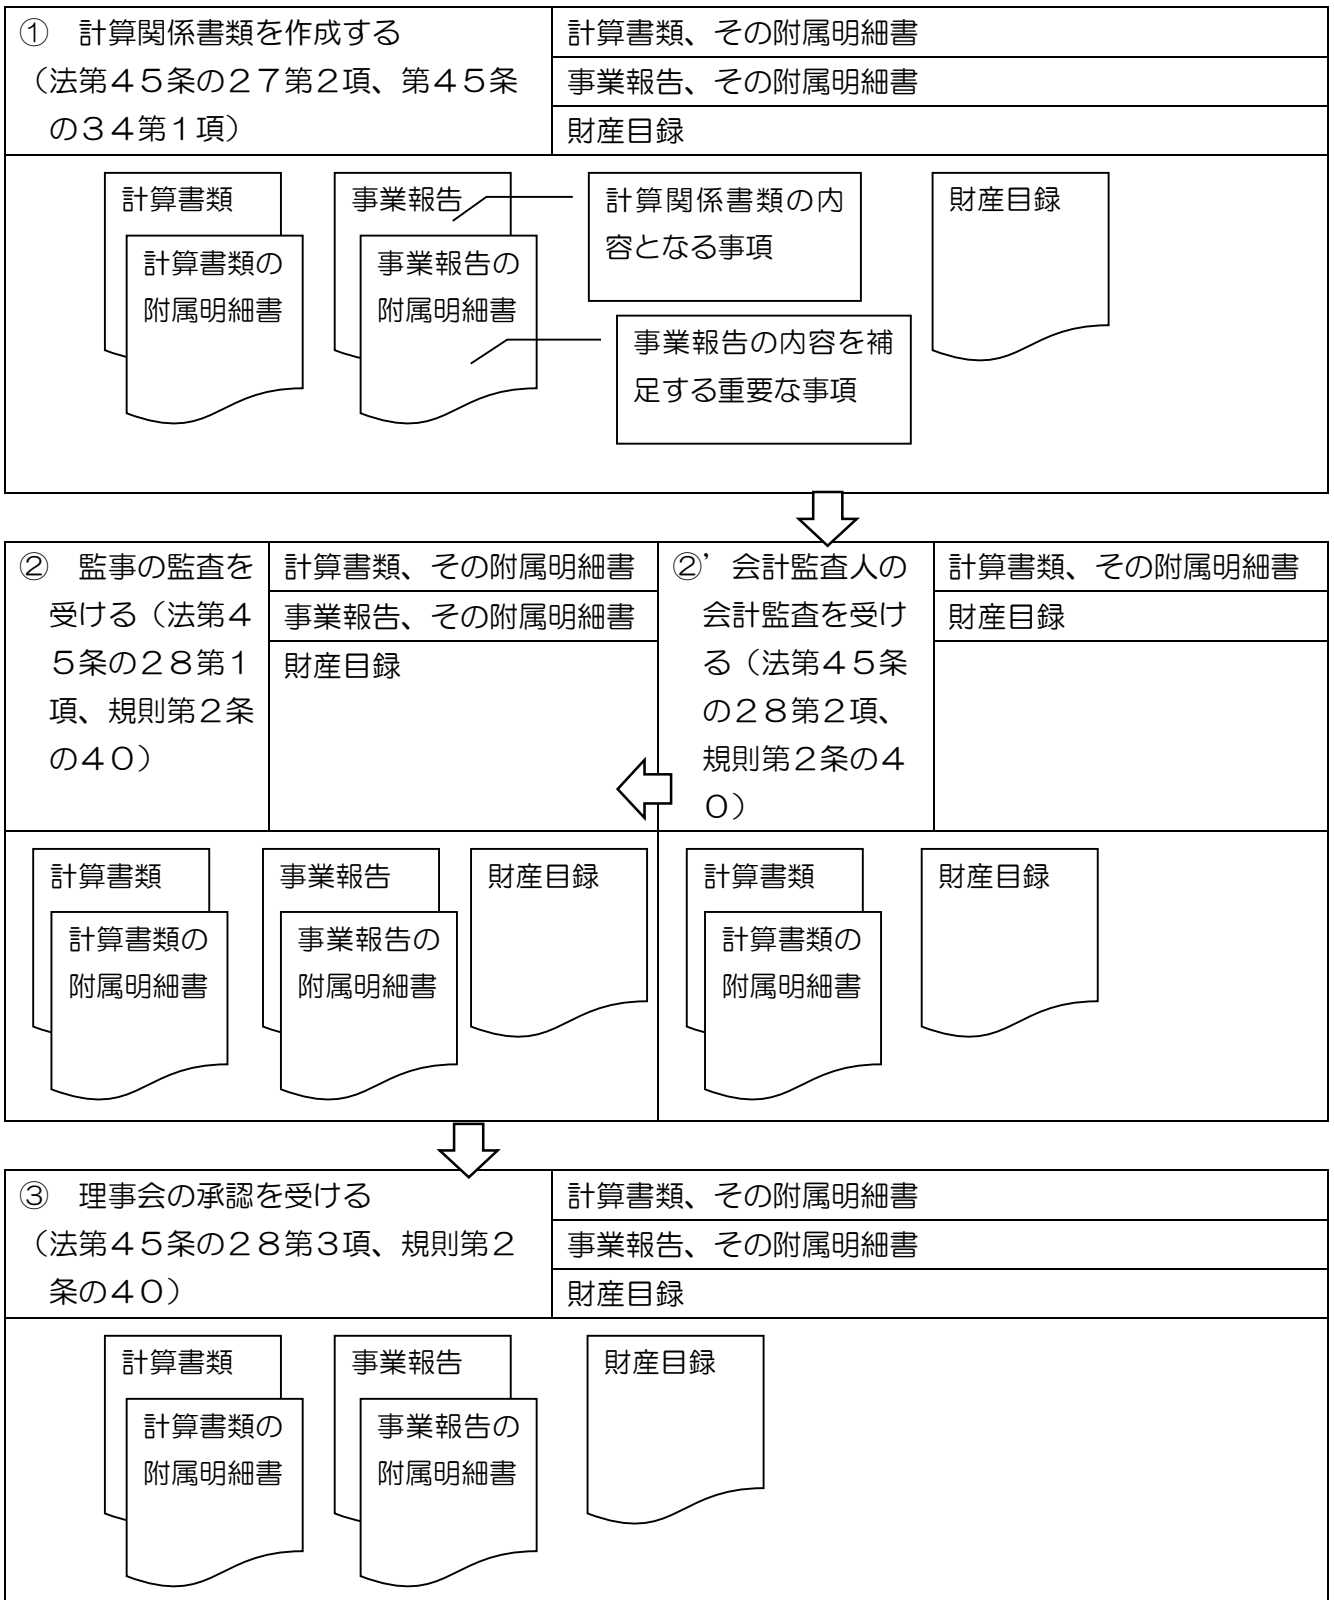 ①　計算関係書類を作成する
（法第４５条の２７第２項、第４５条
の３４第１項）
計算書類、その附属明細書
事業報告、その附属明細書
財産目録
計算書類
計算書類の
附属明細書
事業報告
事業報告の
附属明細書
計算関係書類の内
容となる事項
事業報告の内容を補
足する重要な事項
財産目録
②　監事の監査を
受ける（法第４
５条の２８第１
項、規則第２条
の４０）
計算書類、その附属明細書
事業報告、その附属明細書
財産目録
②’会計監査人の
会計監査を受け
る（法第４５条
の２８第２項、
規則第２条の４
０）
計算書類、その附属明細書
財産目録
計算書類
計算書類の
附属明細書
事業報告
事業報告の
附属明細書
財産目録
計算書類
計算書類の
附属明細書
財産目録
③　理事会の承認を受ける
（法第４５条の２８第３項、規則第２
条の４０）
計算書類、その附属明細書
事業報告、その附属明細書
財産目録
計算書類
計算書類の
附属明細書
事業報告
事業報告の
附属明細書
財産目録